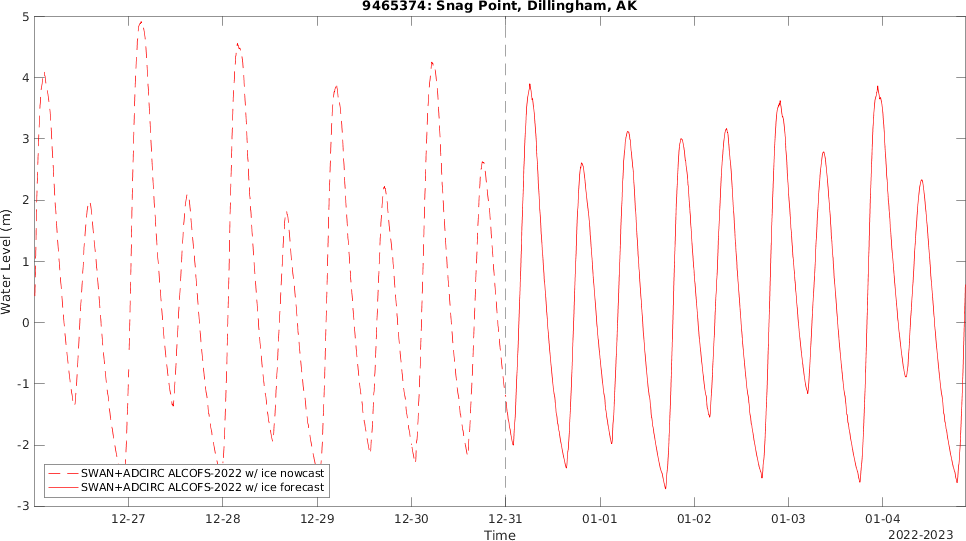 9465374: Snag Point, Dillingham, AK
5
4
3
2
1
0
-1
-2
-3
Water Level (m)
SWAN+ADCIRC ALCOFS-2022 w/ ice nowcast
SWAN+ADCIRC ALCOFS-2022 w/ ice forecast
12-27 12-28 12-29 12-30 12-31 01-01 01-02 01-03 01-04
Time
2022-2023